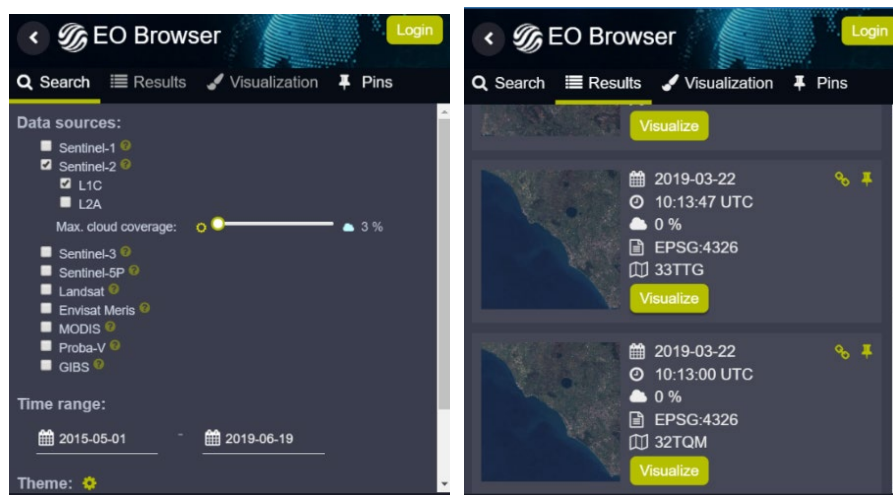 EO Browser
Login
Search Results Visualization Pins
Data sources:
Sentinel-1
Sentinel-2
L1C
L2A
Max. cloud coverage: 3 %
Sentinel-3
Sentinel-5P
Landsat
Envisat Meris
MODIS
Proba-V
GIBS
Time range:
2015-05-01 - 2019-06-19
Theme:
EO Browser
Login
Search Results Visualization Pins
Visualize
2019-03-22
10:13:47 UTC
0 %
EPSG:4326
33TTG
Visualize
2019-03-22
10:13:00 UTC
0 %
EPSG:4326
32TQM
Visualize